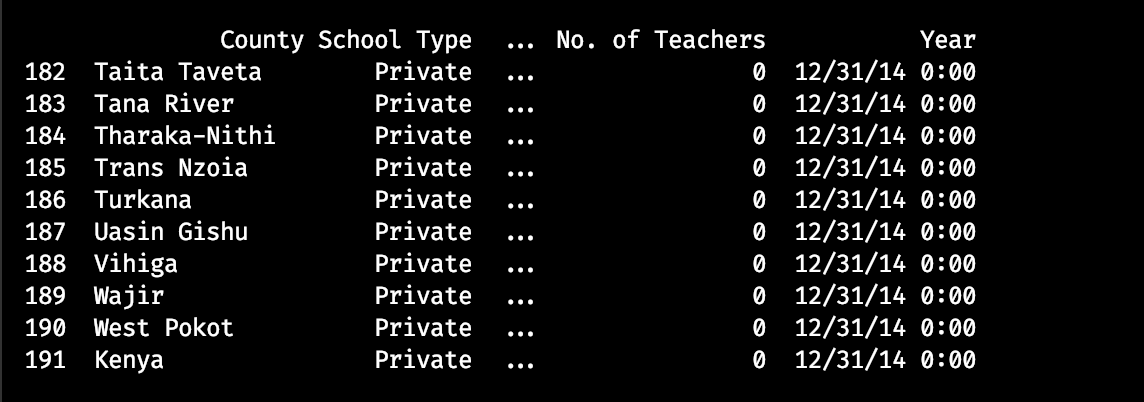 County School Type ... No. of Teachers Year
182 Taita Taveta Private ... 0 12/31/14 0:00
183 Tana River Private ... 0 12/31/14 0:00
184 Tharaka-Nithi Private ... 0 12/31/14 0:00
185 Trans Nzoia Private ... 0 12/31/14 0:00
186 Turkana Private ... 0 12/31/14 0:00
187 Uasin Gishu Private ... 0 12/31/14 0:00
188 Vihiga Private ... 0 12/31/14 0:00
189 Wajir Private ... 0 12/31/14 0:00
190 West Pokot Private ... 0 12/31/14 0:00
191 Kenya Private ... 0 12/31/14 0:00